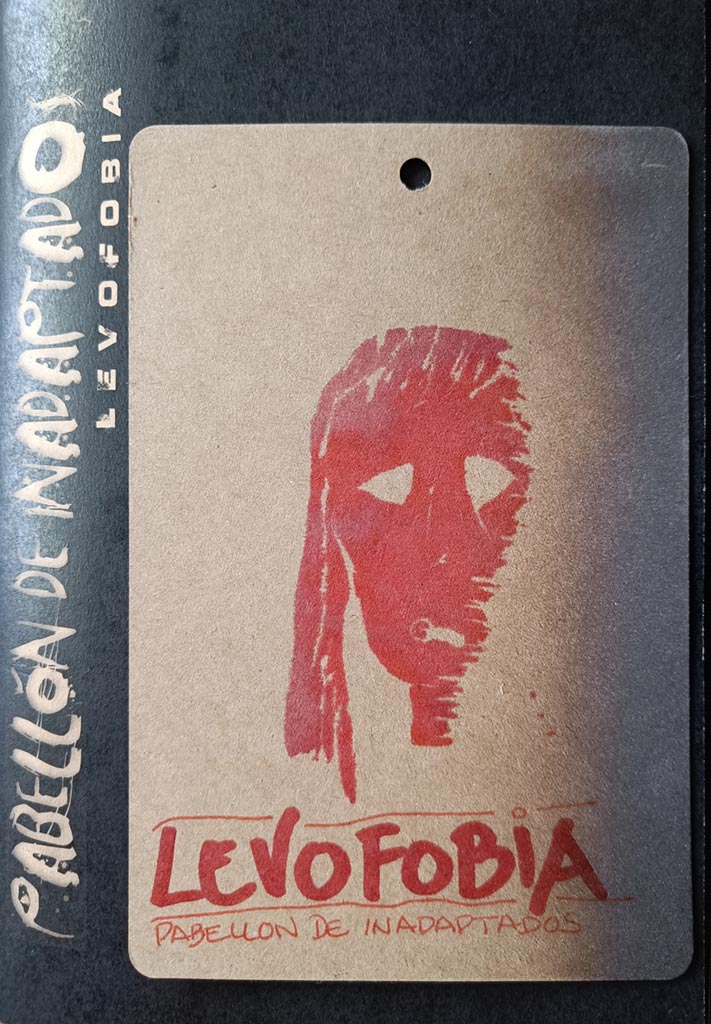 PABELLÓN DE INADAPTADOS
LEVOFOBIA
LEVOFOBIA
PABELLON DE INADAPTADOS